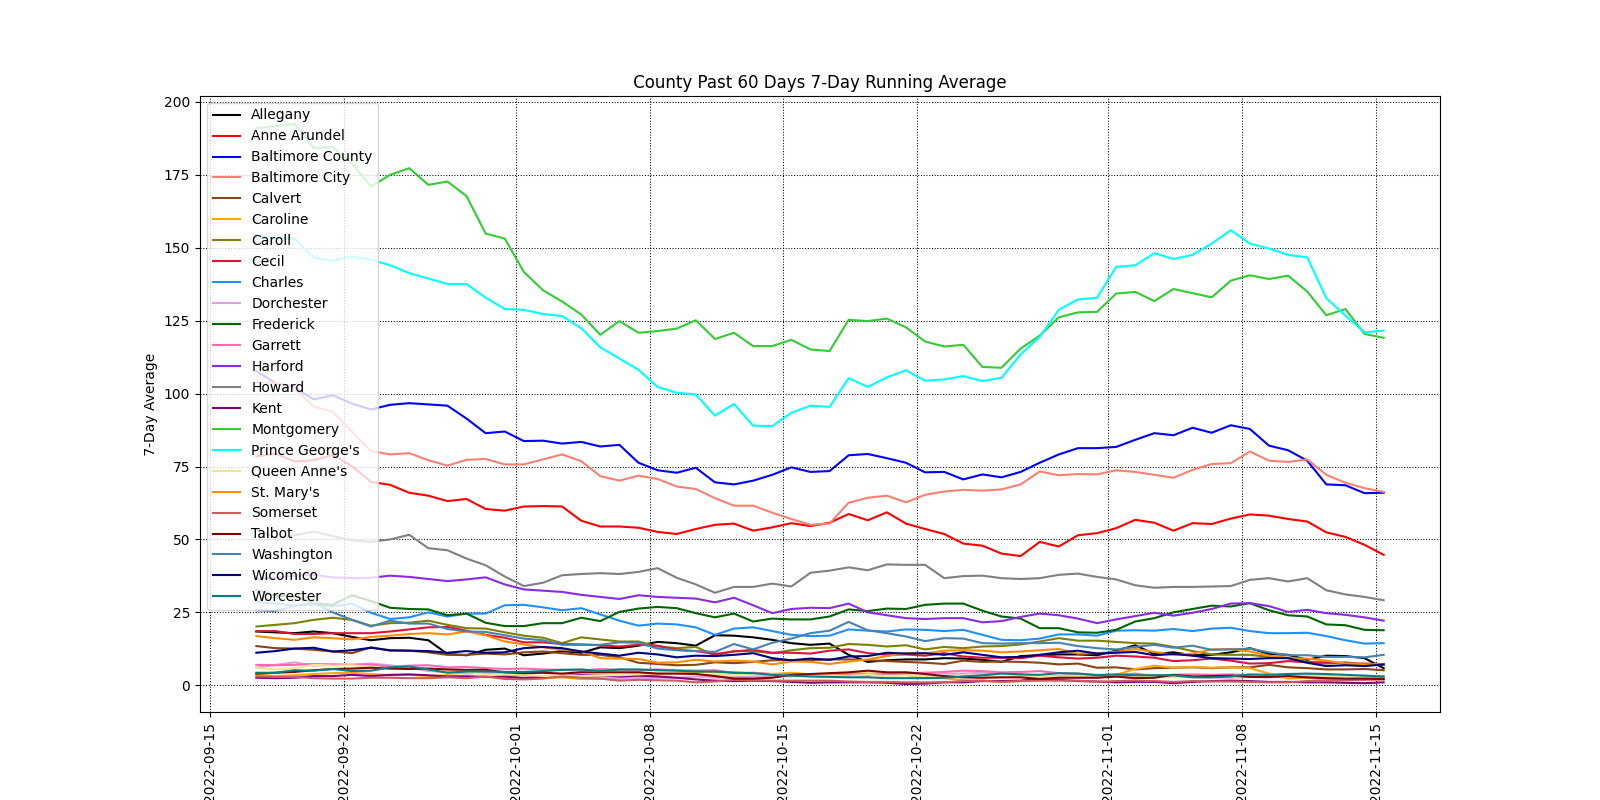 County Past 60 Days 7-Day Running Average
7-Day Average
200
175
150
125
100
75
50
25
0
Allegany
Anne Arundel
Baltimore County
Baltimore City
Calvert
Caroline
Caroll
Cecil
Charles
Dorchester
Frederick
Garrett
Harford
Howard
Kent
Montgomery
Prince George's
Queen Anne's
St. Mary's
Somerset
Talbot
Washington
Wicomico
Worcester
2022-09-15
2022-09-22
2022-10-01
2022-10-08
2022-10-15
2022-10-22
2022-11-01
2022-11-08
2022-11-15